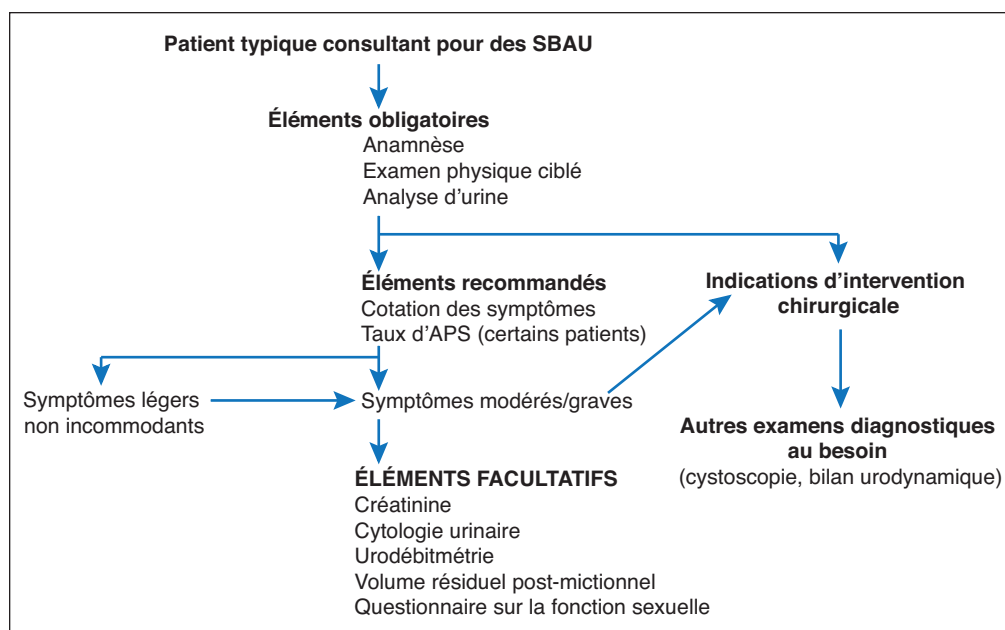 Patient typique consultant pour des SBAU
Éléments obligatoires
Anamnèse
Examen physique ciblé
Analyse d'urine
Éléments recommandés
Cotation des symptômes
Taux d'APS (certains patients)
Indications d'intervention
chirurgicale
Symptômes légers
non incommodants
Symptômes modérés/graves
Autres examens diagnostiques
au besoin
(cystoscopie, bilan urodynamique)
ÉLÉMENTS FACULTATIFS
Créatinine
Cytologie urinaire
Urodébitmétrie
Volume résiduel post-mictionnel
Questionnaire sur la fonction sexuelle